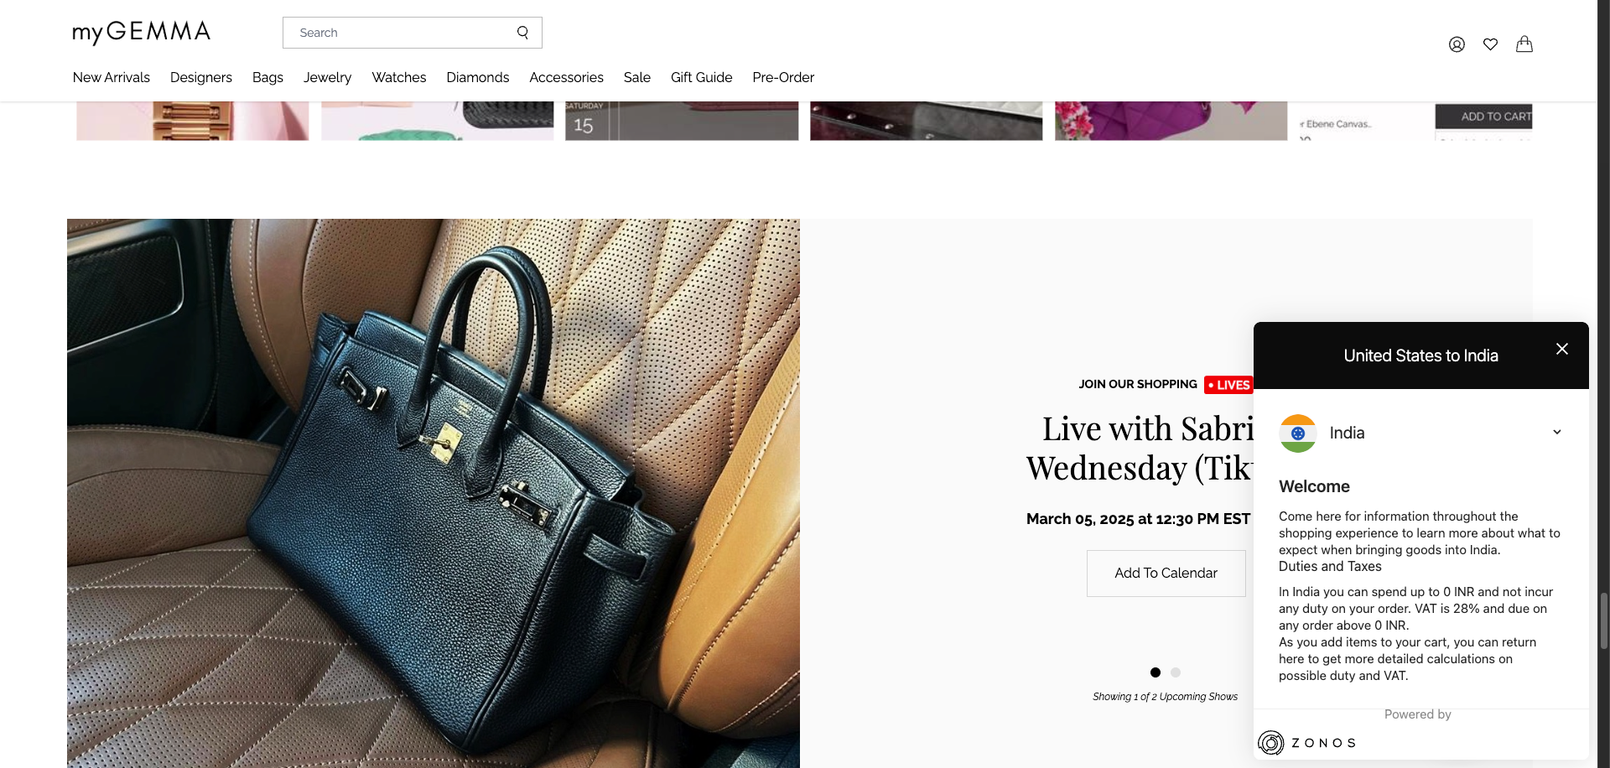 myGEMMA
Search
New Arrivals Designers Bags Jewelry Watches Diamonds Accessories Sale Gift Guide Pre-Order
SATURDAY
15
r Ebene Canvas..
ADD TO CART
JOIN OUR SHOPPING • LIVES
Live with Sabri
Wednesday (Tik
March 05, 2025 at 12:30 PM EST
Add To Calendar
Showing 1 of 2 Upcoming Shows
United States to India
India
Welcome
Come here for information throughout the
shopping experience to learn more about what to
expect when bringing goods into India.
Duties and Taxes
In India you can spend up to 0 INR and not incur
any duty on your order. VAT is 28% and due on
any order above 0 INR.
As you add items to your cart, you can return
here to get more detailed calculations on
possible duty and VAT.
Powered by
ZONOS